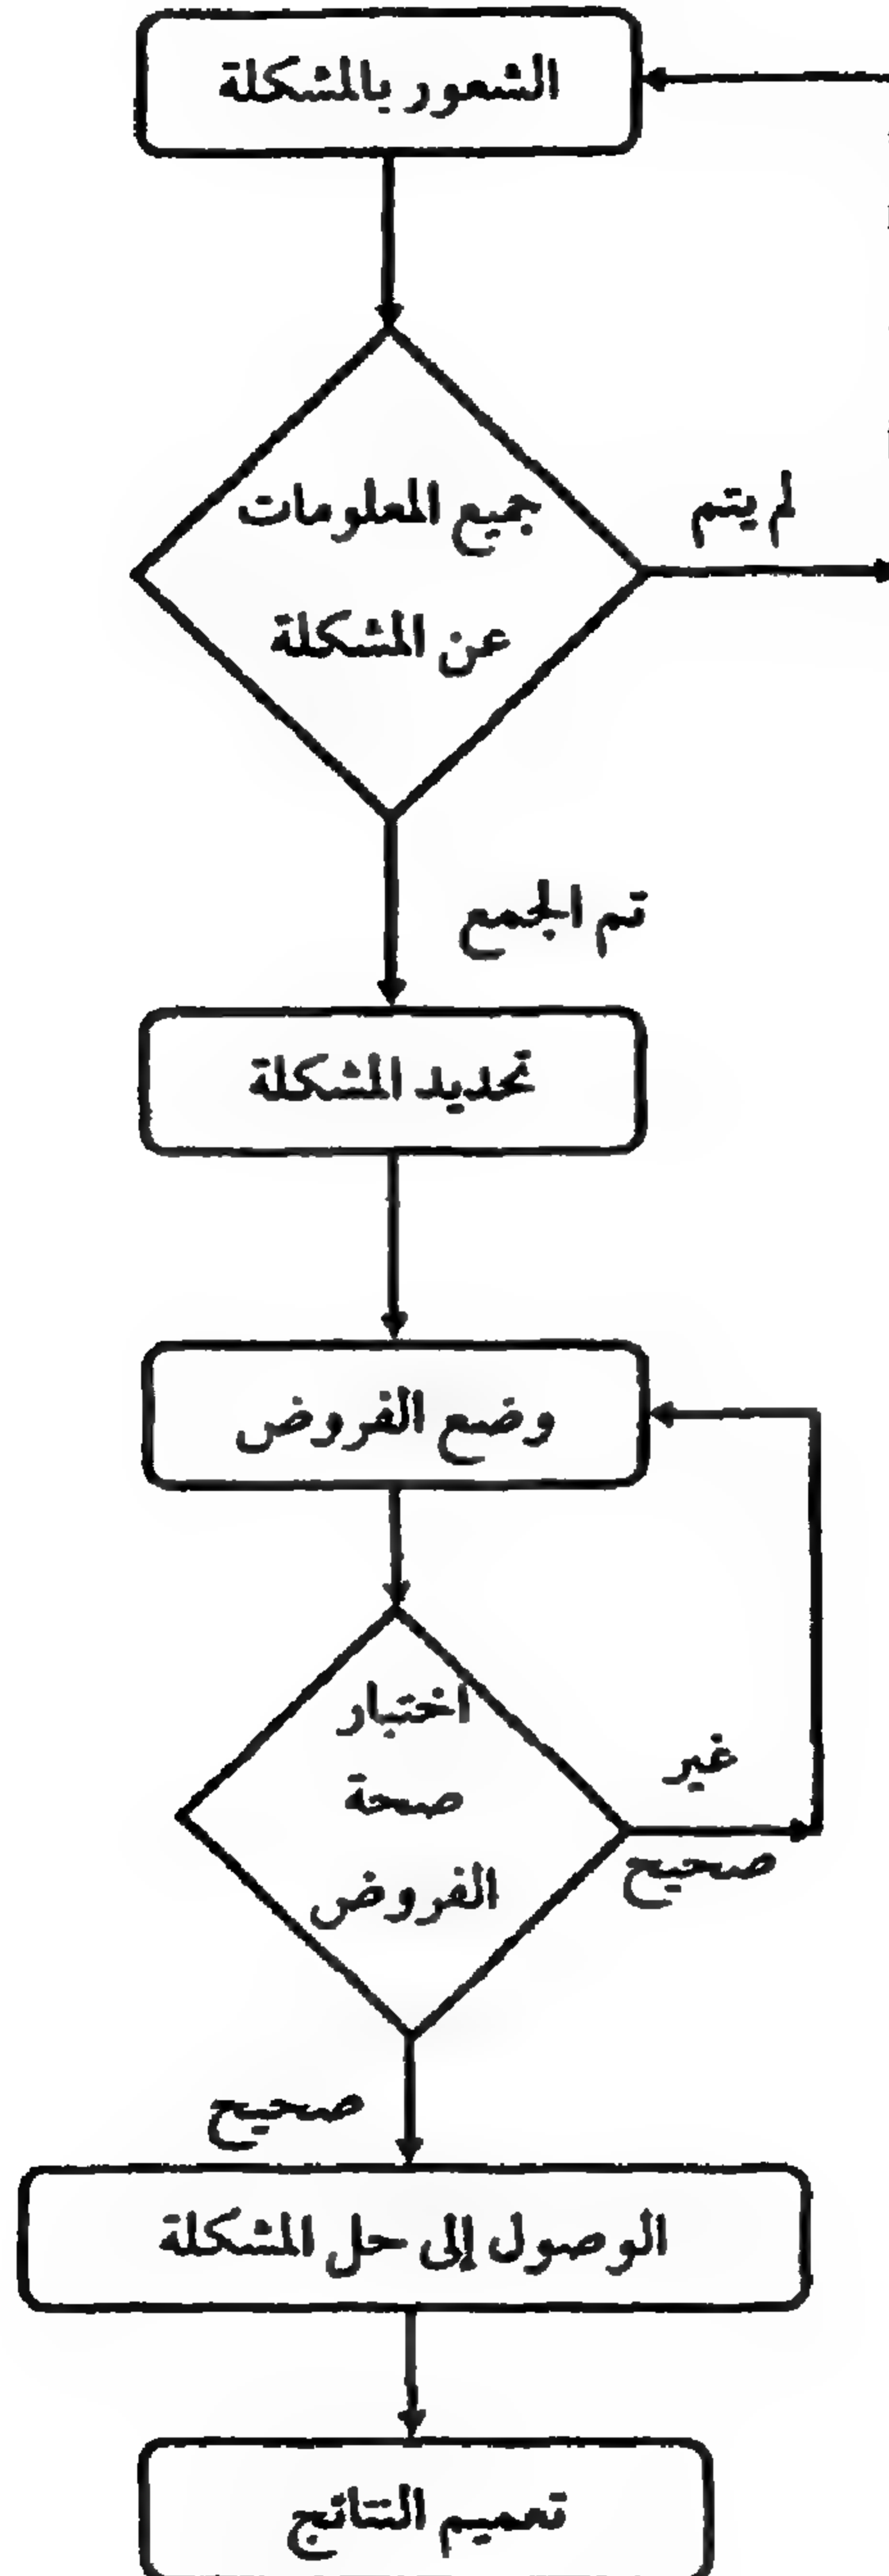 الشعور بالمشكلة
جميع المعلومات
لم يتم
عن المشكلة
تم الجمع
تحديد المشكلة
وضع الفروض
اختبار
صحة
الفروض
غير
صحيح
صحيح
الوصول إلى حل المشكلة
تعميم النتائج